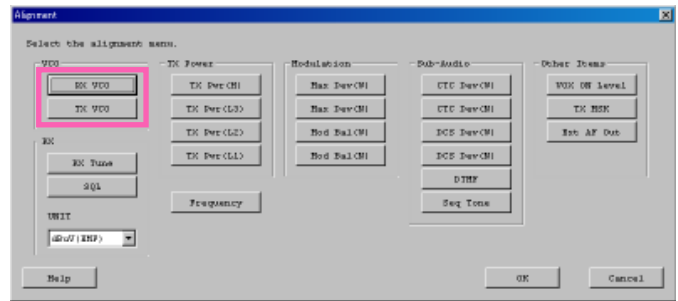 Alignment
Select the alignment menu.
VCO
RX VCO
TX VCO
RX
RX Tune
SQL
UNIT
dBuV(EMF)
TX Power
TX Pwr(H)
TX Pwr(L3)
TX Pwr(L2)
TX Pwr(L1)
Frequency
Modulation
Max Dev(W)
Max Dev(N)
Mod Bal(W)
Mod Bal(N)
Sub-Audio
CTC Dev(W)
CTC Dev(N)
DCS Dev(W)
DCS Dev(N)
DTMF
Seq Tone
Other Items
VOX ON Level
TX MSK
Ext AF Out
Help
OK
Cancel